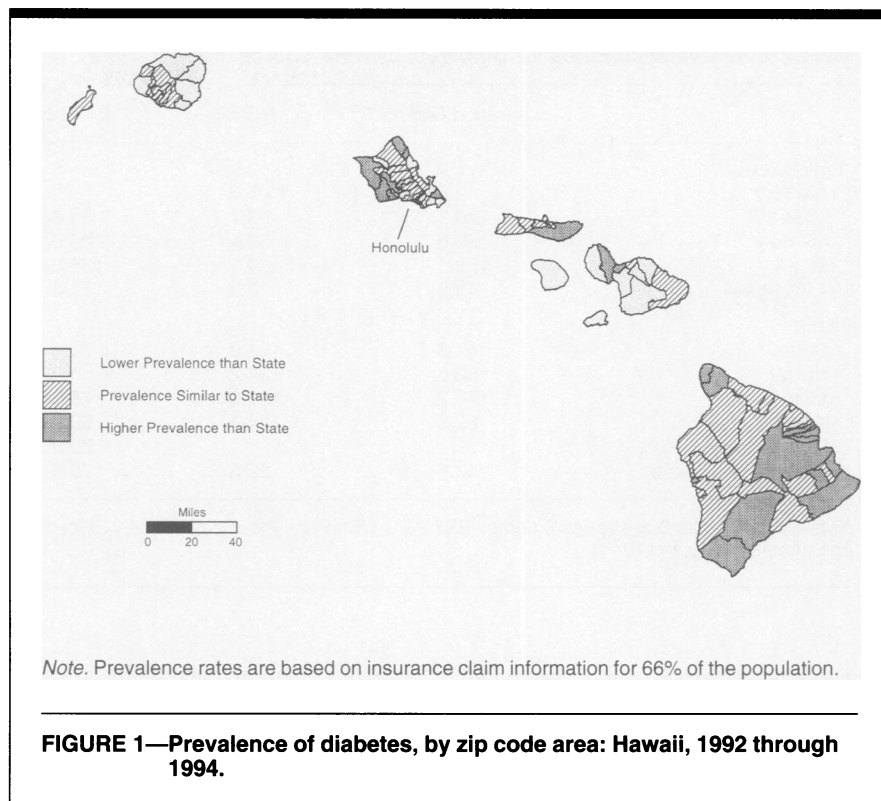 Honolulu
Lower Prevalence than State
Prevalence Similar to State
Higher Prevalence than State
Miles
0 20 40
Note. Prevalence rates are based on insurance claim information for 66% of the population.
FIGURE 1—Prevalence of diabetes, by zip code area: Hawaii, 1992 through
1994.